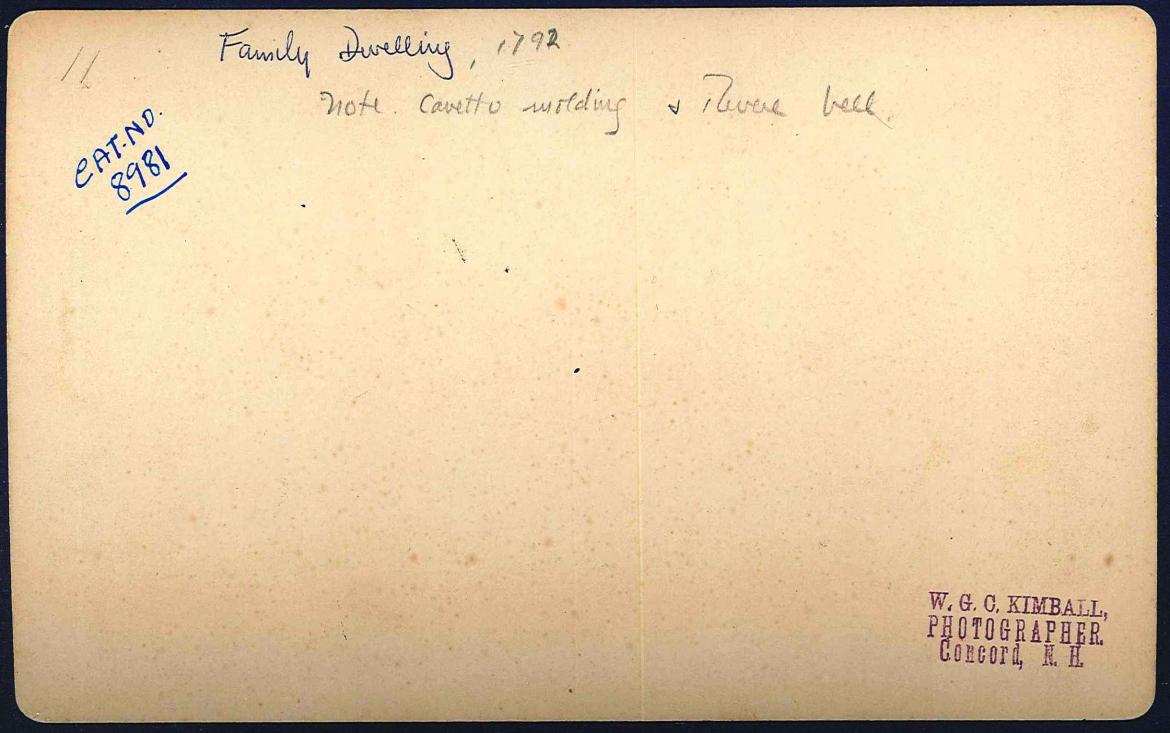 11
Family Dwelling, 1792
Note. Cavetto molding & Revere bell.
CAT. NO.
8981
W. G. C. KIMBALL,
PHOTOGRAPHER.
Concord, N. H.